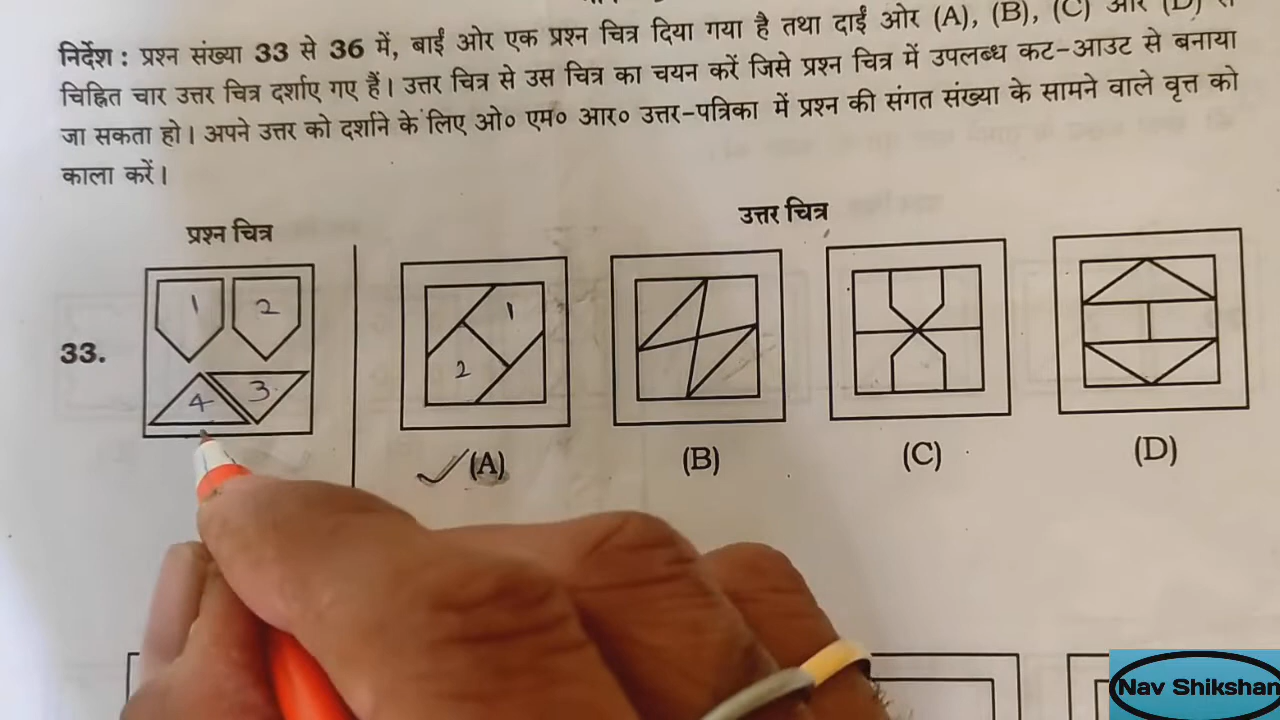 निर्देश : प्रश्न संख्या 33 से 36 में, बाईं ओर एक प्रश्न चित्र दिया गया है तथा दाईं ओर (A), (B), (C) और (D) से
चिह्नित चार उत्तर चित्र दर्शाए गए हैं। उत्तर चित्र से उस चित्र का चयन करें जिसे प्रश्न चित्र में उपलब्ध कट-आउट से बनाया
जा सकता हो। अपने उत्तर को दर्शाने के लिए ओ० एम० आर० उत्तर-पत्रिका में प्रश्न की संगत संख्या के सामने वाले वृत्त को
काला करें।
प्रश्न चित्र
उत्तर चित्र
33.
1 2
4 3
1
2
(A) (B) (C) (D)
Nav Shikshan